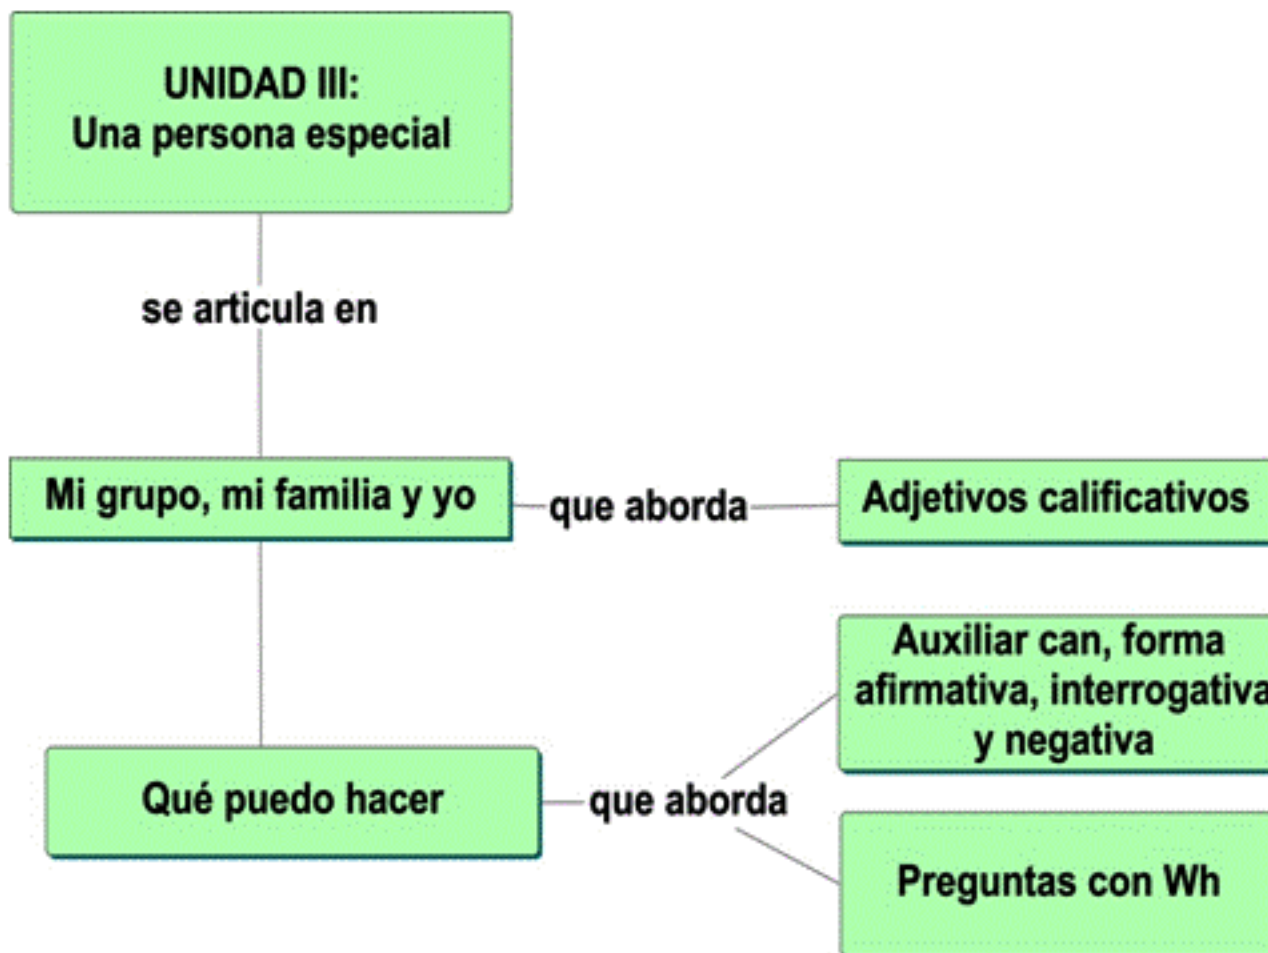 UNIDAD III:
Una persona especial
se articula en
Mi grupo, mi familia y yo
que aborda
Adjetivos calificativos
Auxiliar can, forma
afirmativa, interrogativa
y negativa
Qué puedo hacer
que aborda
Preguntas con Wh